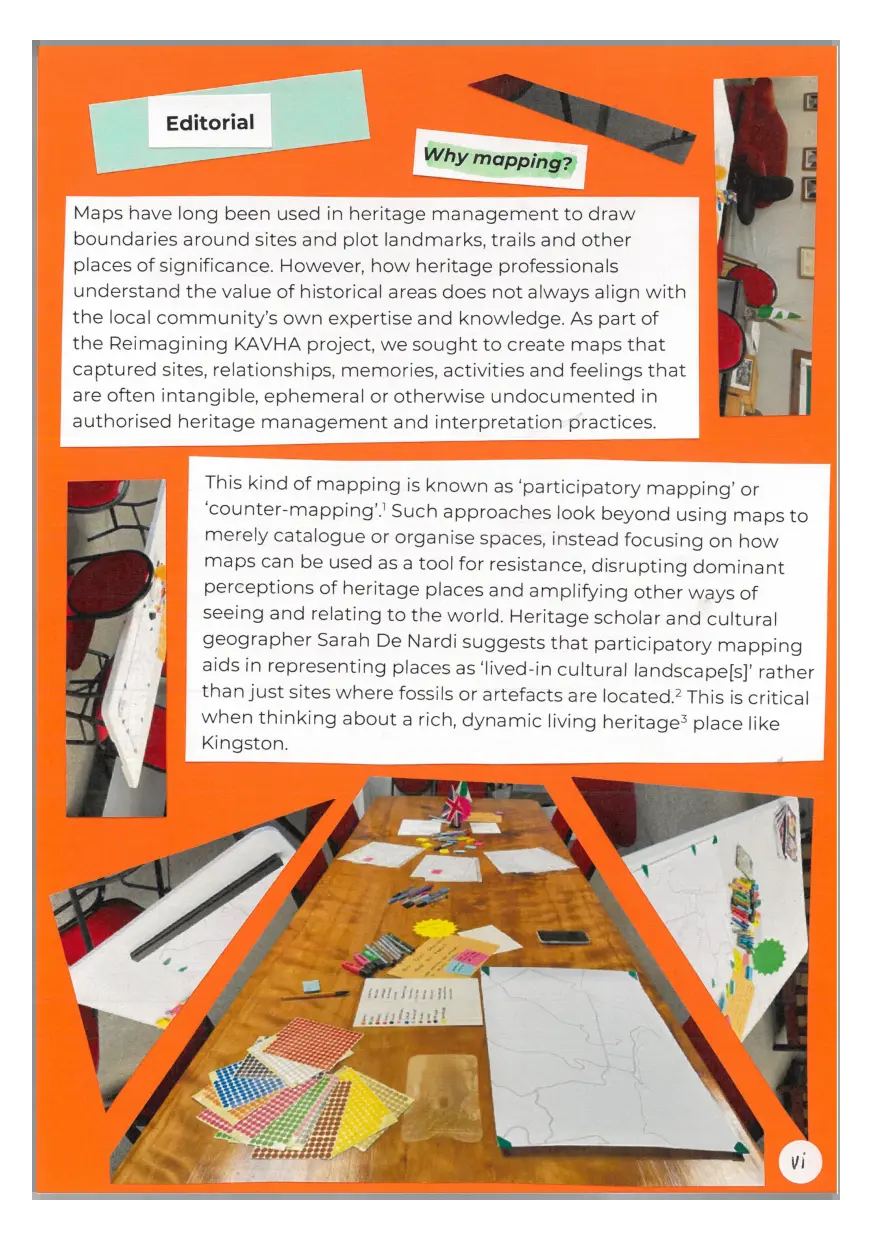 Editorial
Why mapping?
Maps have long been used in heritage management to draw
boundaries around sites and plot landmarks, trails and other
places of significance. However, how heritage professionals
understand the value of historical areas does not always align with
the local community’s own expertise and knowledge. As part of
the Reimagining KAVHA project, we sought to create maps that
captured sites, relationships, memories, activities and feelings that
are often intangible, ephemeral or otherwise undocumented in
authorised heritage management and interpretation practices.
This kind of mapping is known as ‘participatory mapping’ or
‘counter-mapping’.¹ Such approaches look beyond using maps to
merely catalogue or organise spaces, instead focusing on how
maps can be used as a tool for resistance, disrupting dominant
perceptions of heritage places and amplifying other ways of
seeing and relating to the world. Heritage scholar and cultural
geographer Sarah De Nardi suggests that participatory mapping
aids in representing places as ‘lived-in cultural landscape[s]’ rather
than just sites where fossils or artefacts are located.² This is critical
when thinking about a rich, dynamic living heritage³ place like
Kingston.
vi